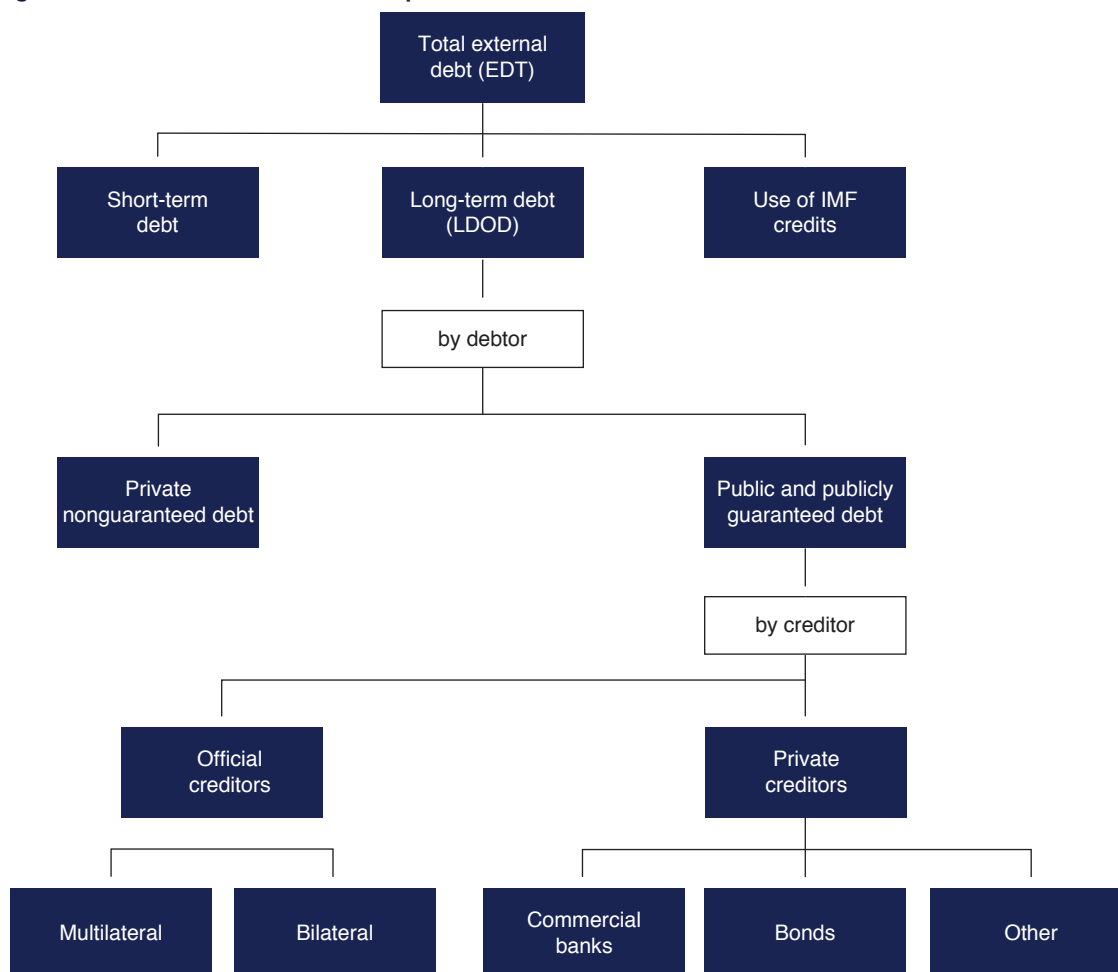 Total external
debt (EDT)
Short-term
debt
Long-term debt
(LDOD)
Use of IMF
credits
by debtor
Private
nonguaranteed debt
Public and publicly
guaranteed debt
by creditor
Official
creditors
Private
creditors
Multilateral
Bilateral
Commercial
banks
Bonds
Other